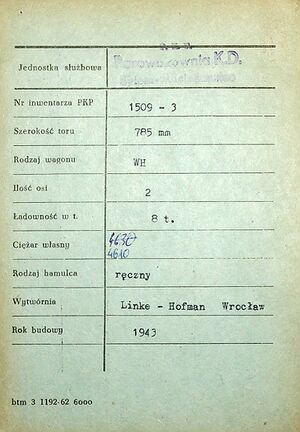 P.K.P.
Jednostka służbowa Parowozownia K.D.
Nr inwentarza PKP 1509 - 3
Szerokość toru 785 mm
Rodzaj wagonu WH
Ilość osi 2
Ładowność w t. 8 t.
Ciężar własny 4630
4610
Rodzaj hamulca ręczny
Wytwórnia Linke - Hofman Wrocław
Rok budowy 1943
btm 3 1192-62 6000